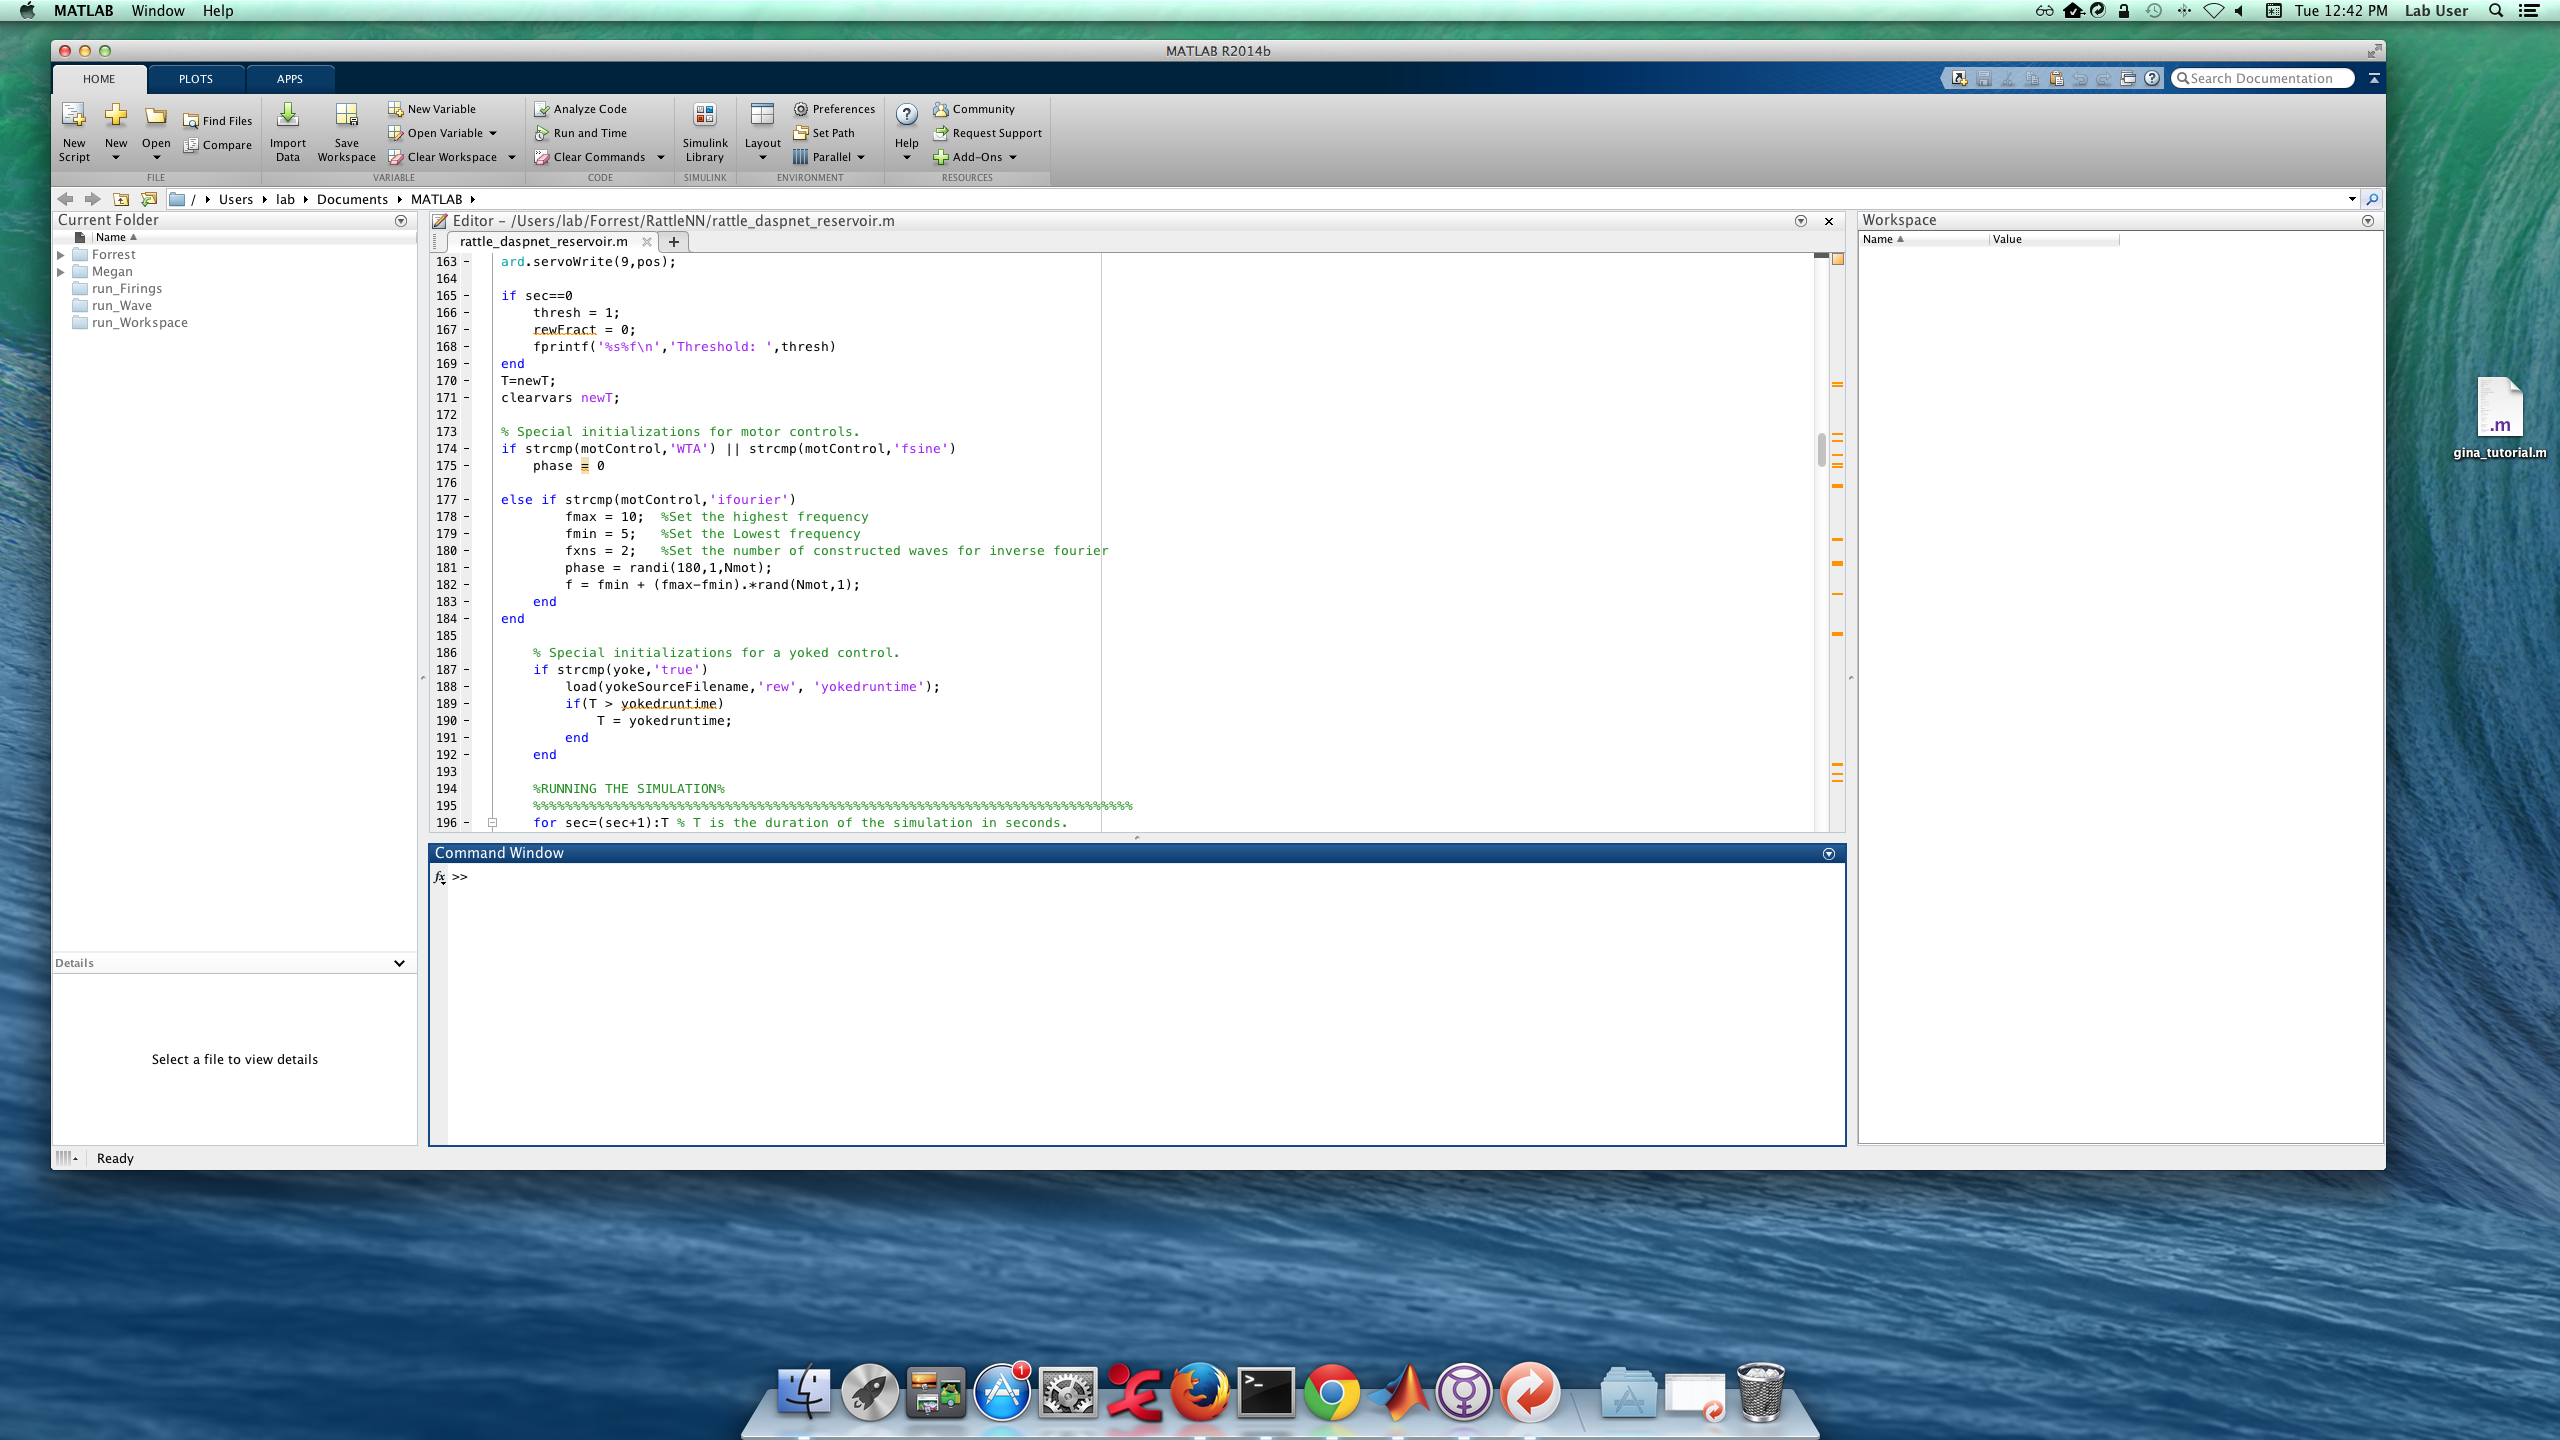 MATLAB Window Help
Tue 12:42 PM Lab User
MATLAB R2014b
HOME PLOTS APPS
Search Documentation
New Script
New
Open
Find Files
Compare
FILE
Import Data
Save Workspace
New Variable
Open Variable
Clear Workspace
VARIABLE
Analyze Code
Run and Time
Clear Commands
CODE
Simulink Library
SIMULINK
Layout
Preferences
Set Path
Parallel
ENVIRONMENT
Help
Community
Request Support
Add-Ons
RESOURCES
/ Users lab Documents MATLAB
Current Folder
Name
Forrest
Megan
run_Firings
run_Wave
run_Workspace
Details
Select a file to view details
Ready
Editor - /Users/lab/Forrest/RattleNN/rattle_daspnet_reservoir.m
rattle_daspnet_reservoir.m
163 - ard.servoWrite(9,pos);
164
165 - if sec==0
166 - thresh = 1;
167 - rewFract = 0;
168 - fprintf('%s%f\n','Threshold: ',thresh)
169 - end
170 - T=newT;
171 - clearvars newT;
172
173 % Special initializations for motor controls.
174 - if strcmp(motControl,'WTA') || strcmp(motControl,'fsine')
175 - phase = 0
176
177 - else if strcmp(motControl,'ifourier')
178 - fmax = 10; %Set the highest frequency
179 - fmin = 5; %Set the Lowest frequency
180 - fxns = 2; %Set the number of constructed waves for inverse fourier
181 - phase = randi(180,1,Nmot);
182 - f = fmin + (fmax-fmin).*rand(Nmot,1);
183 - end
184 - end
185
186 % Special initializations for a yoked control.
187 - if strcmp(yoke,'true')
188 - load(yokeSourceFilename,'rew', 'yokedruntime');
189 - if(T > yokedruntime)
190 - T = yokedruntime;
191 - end
192 - end
193
194 %RUNNING THE SIMULATION%
195 %%%%%%%%%%%%%%%%%%%%%%%%%%%%%%%%%%%%%%%%%%%%%%%%%%%%%%%%%%%%%%%%%%%%%%%%%%%%%
196 - for sec=(sec+1):T % T is the duration of the simulation in seconds.
Command Window
fx >>
Workspace
Name Value
.m
gina_tutorial.m
1